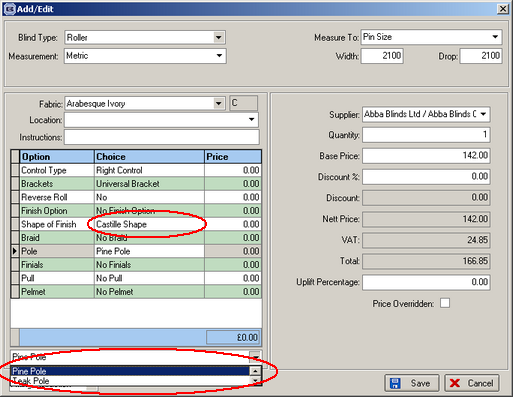 Add/Edit
Blind Type: Roller
Measure To: Pin Size
Measurement: Metric
Width: 2100 Drop: 2100
Fabric: Arabesque Ivory C
Location:
Instructions:
Option Choice Price
Control Type Right Control 0.00
Brackets Universal Bracket 0.00
Reverse Roll No 0.00
Finish Option No Finish Option 0.00
Shape of Finish Castille Shape 0.00
Braid No Braid 0.00
Pole Pine Pole 0.00
Finials No Finials 0.00
Pull No Pull 0.00
Pelmet No Pelmet 0.00
£0.00
Pine Pole
Pine Pole
Teak Pole
Supplier: Abba Blinds Ltd / Abba Blinds C
Quantity: 1
Base Price: 142.00
Discount %: 0.00
Discount: 0.00
Nett Price: 142.00
VAT: 24.85
Total: 166.85
Uplift Percentage: 0.00
Price Overridden:
Save Cancel